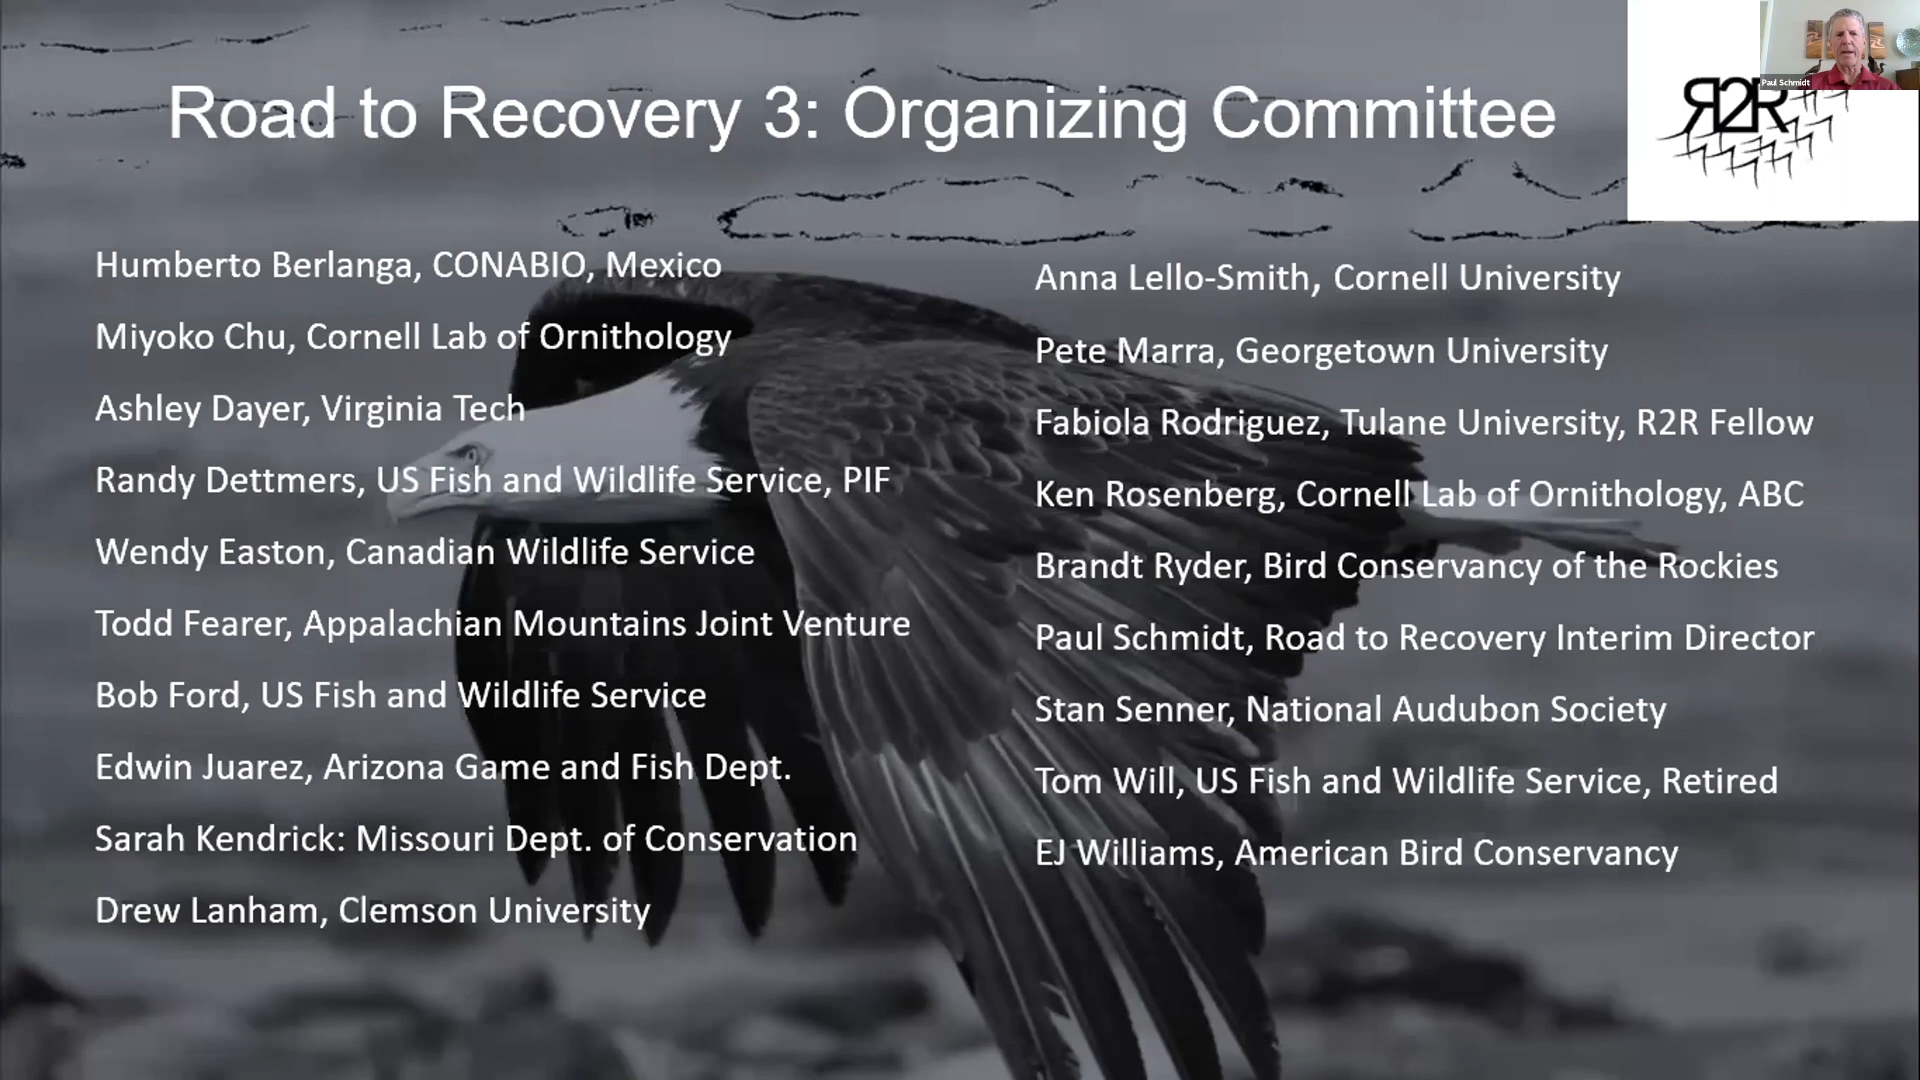 Road to Recovery 3: Organizing Committee
Paul Schmidt
R2R
Humberto Berlanga, CONABIO, Mexico
Miyoko Chu, Cornell Lab of Ornithology
Ashley Dayer, Virginia Tech
Randy Dettmers, US Fish and Wildlife Service, PIF
Wendy Easton, Canadian Wildlife Service
Todd Fearer, Appalachian Mountains Joint Venture
Bob Ford, US Fish and Wildlife Service
Edwin Juarez, Arizona Game and Fish Dept.
Sarah Kendrick: Missouri Dept. of Conservation
Drew Lanham, Clemson University
Anna Lello-Smith, Cornell University
Pete Marra, Georgetown University
Fabiola Rodriguez, Tulane University, R2R Fellow
Ken Rosenberg, Cornell Lab of Ornithology, ABC
Brandt Ryder, Bird Conservancy of the Rockies
Paul Schmidt, Road to Recovery Interim Director
Stan Senner, National Audubon Society
Tom Will, US Fish and Wildlife Service, Retired
EJ Williams, American Bird Conservancy